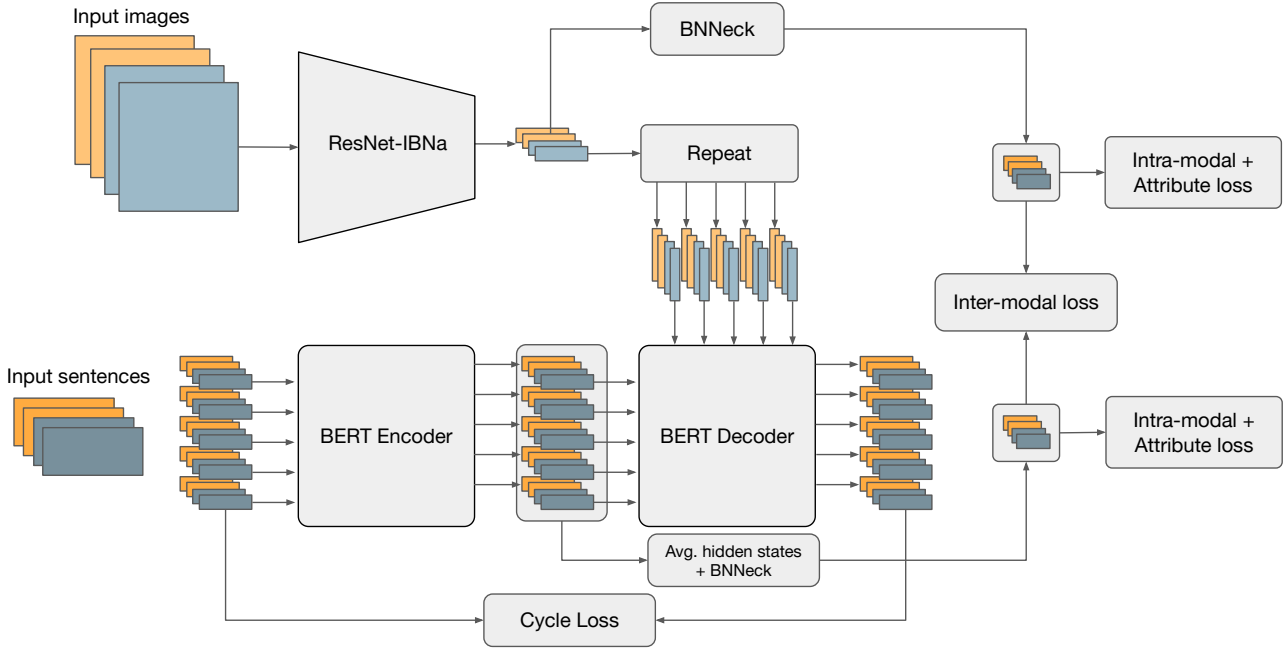 Input images
BNNeck
ResNet-IBNa
Repeat
Intra-modal +
Attribute loss
Inter-modal loss
Input sentences
BERT Encoder
BERT Decoder
Intra-modal +
Attribute loss
Avg. hidden states
+ BNNeck
Cycle Loss